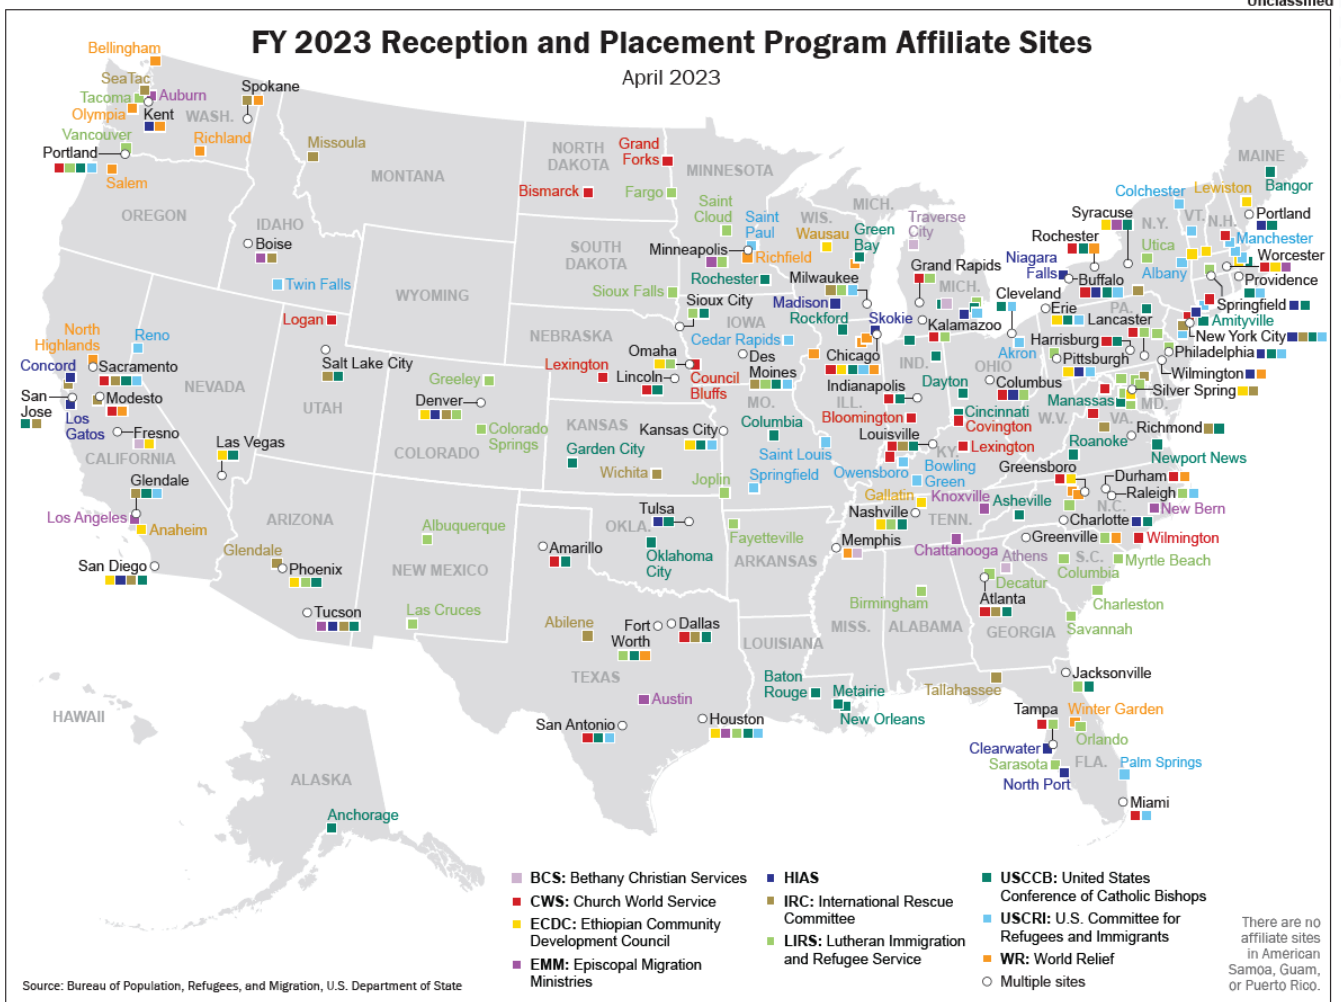 Unclassified
FY 2023 Reception and Placement Program Affiliate Sites
April 2023
Bellingham
SeaTac
Tacoma
Auburn
Olympia
Kent
WASH.
Spokane
Vancouver
Richland
Portland
Salem
OREGON
Missoula
MONTANA
IDAHO
Boise
Twin Falls
WYOMING
NORTH
DAKOTA
Grand
Forks
Bismarck
Fargo
MINNESOTA
Saint
Cloud
Saint
Paul
Minneapolis
Richfield
Rochester
SOUTH
DAKOTA
Sioux Falls
Sioux City
WIS.
Wausau
Green
Bay
Milwaukee
Madison
MICH.
Traverse
City
Grand Rapids
MICH.
Kalamazoo
Rockford
Skokie
Chicago
IOWA
Cedar Rapids
Des
Moines
NEBRASKA
Omaha
Lexington
Lincoln
Council
Bluffs
North
Highlands
Reno
Concord
Sacramento
San
Jose
Modesto
Los
Gatos
Fresno
CALIFORNIA
NEVADA
Las Vegas
Glendale
Los Angeles
Anaheim
San Diego
Logan
Salt Lake City
UTAH
Greeley
Denver
Colorado
Springs
COLORADO
ARIZONA
Glendale
Phoenix
Tucson
Albuquerque
NEW MEXICO
Las Cruces
KANSAS
Kansas City
Garden City
Wichita
MO.
Columbia
Saint Louis
Springfield
Joplin
ILL.
Indianapolis
IND.
Bloomington
Louisville
Owensboro
KY.
Bowling
Green
Lexington
Covington
Cincinnati
Dayton
OHIO
Columbus
Cleveland
Akron
OKLA.
Tulsa
Oklahoma
City
Fayetteville
ARKANSAS
Amarillo
Abilene
Fort
Worth
Dallas
TEXAS
Austin
San Antonio
Houston
LOUISIANA
Baton
Rouge
Metairie
New Orleans
MISS.
ALABAMA
Birmingham
GEORGIA
Athens
Decatur
Atlanta
Savannah
TENN.
Gallatin
Nashville
Memphis
Knoxville
Chattanooga
Asheville
N.C.
Greensboro
Durham
Raleigh
New Bern
Charlotte
Wilmington
S.C.
Greenville
Columbia
Myrtle Beach
Charleston
Tallahassee
Jacksonville
Tampa
Winter Garden
Orlando
Clearwater
Sarasota
North Port
FLA.
Palm Springs
Miami
MAINE
Bangor
Lewiston
Portland
Colchester
VT.
N.H.
Manchester
Worcester
Providence
Springfield
N.Y.
Syracuse
Rochester
Utica
Albany
Niagara
Falls
Buffalo
Amityville
New York City
PA.
Erie
Lancaster
Harrisburg
Pittsburgh
Philadelphia
Wilmington
Silver Spring
MD.
Manassas
W.V.
VA.
Roanoke
Richmond
Newport News
HAWAII
ALASKA
Anchorage
BCS: Bethany Christian Services
CWS: Church World Service
ECDC: Ethiopian Community
Development Council
EMM: Episcopal Migration
Ministries
HIAS
IRC: International Rescue
Committee
LIRS: Lutheran Immigration
and Refugee Service
USCCB: United States
Conference of Catholic Bishops
USCRI: U.S. Committee for
Refugees and Immigrants
WR: World Relief
Multiple sites
There are no
affiliate sites
in American
Samoa, Guam,
or Puerto Rico.
Source: Bureau of Population, Refugees, and Migration, U.S. Department of State